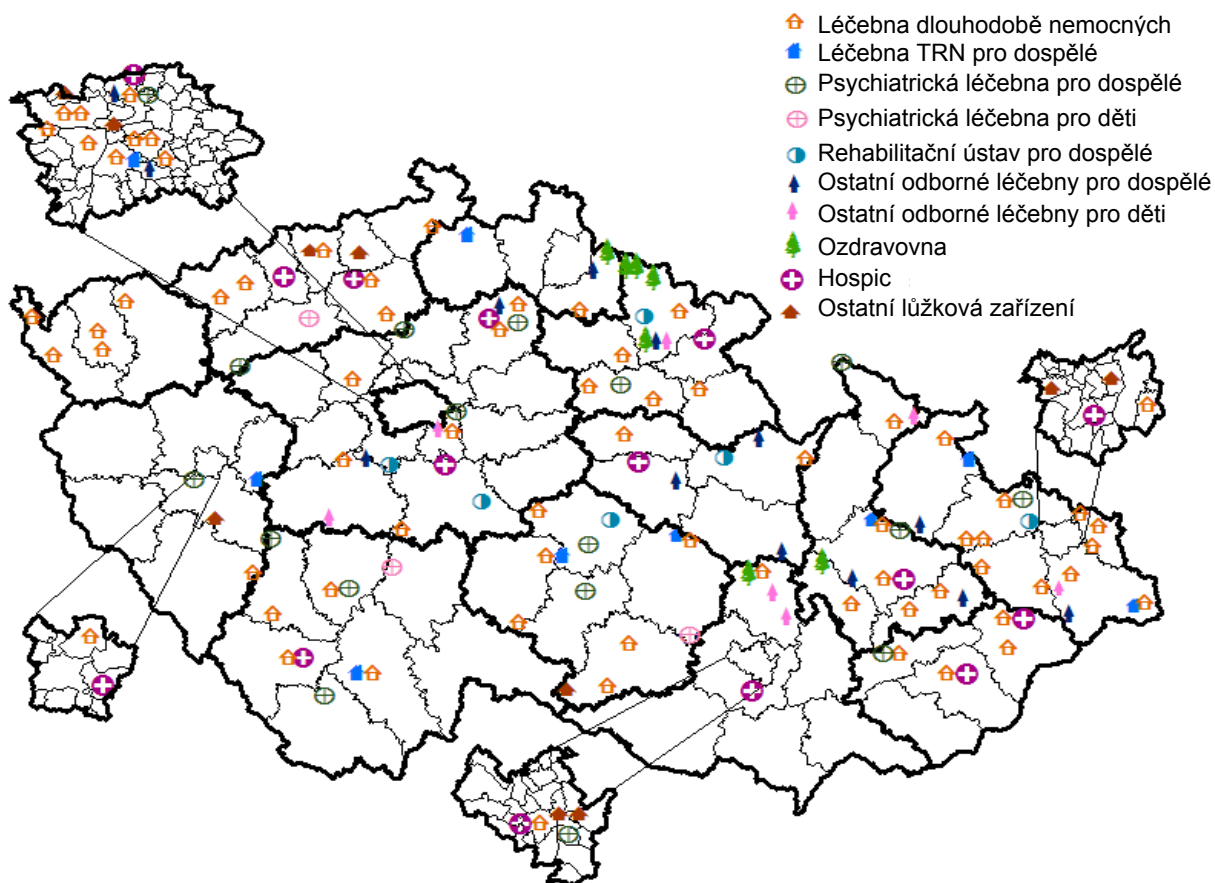 Léčebna dlouhodobě nemocných
Léčebna TRN pro dospělé
Psychiatrická léčebna pro dospělé
Psychiatrická léčebna pro děti
Rehabilitační ústav pro dospělé
Ostatní odborné léčebny pro dospělé
Ostatní odborné léčebny pro děti
Ozdravovna
Hospic
Ostatní lůžková zařízení